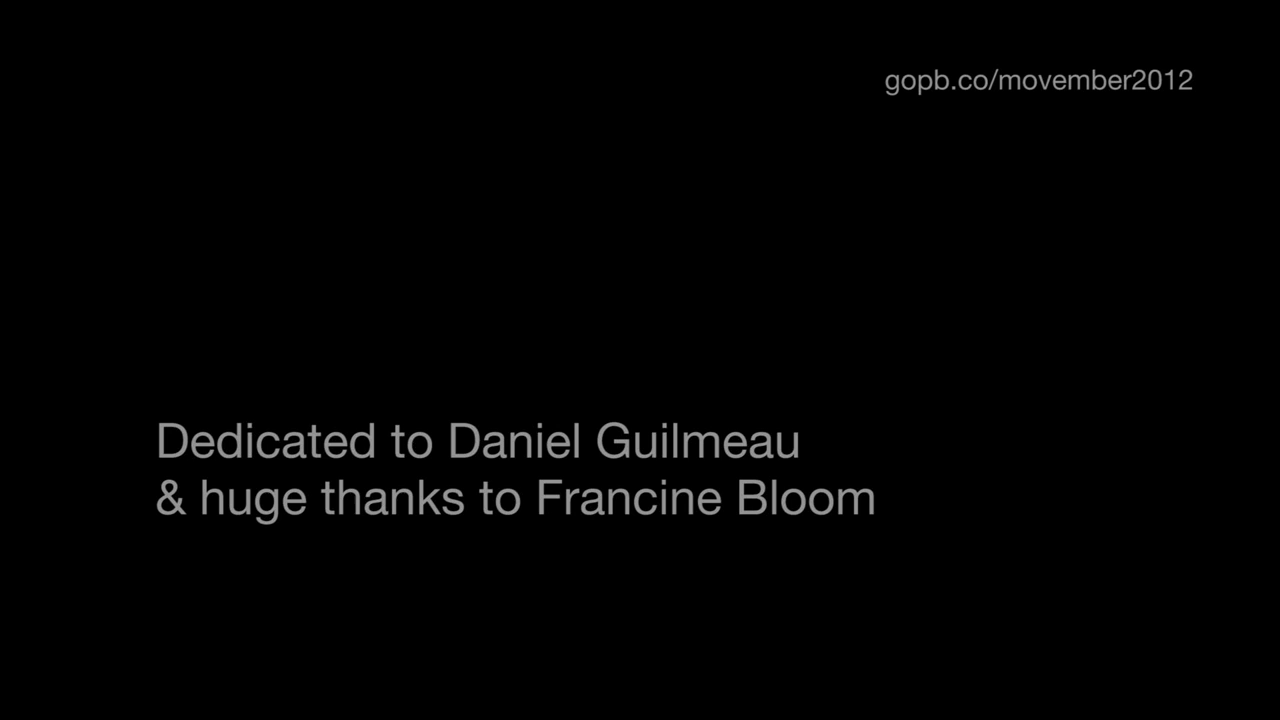 gopb.co/movember2012
Dedicated to Daniel Guilmeau
& huge thanks to Francine Bloom